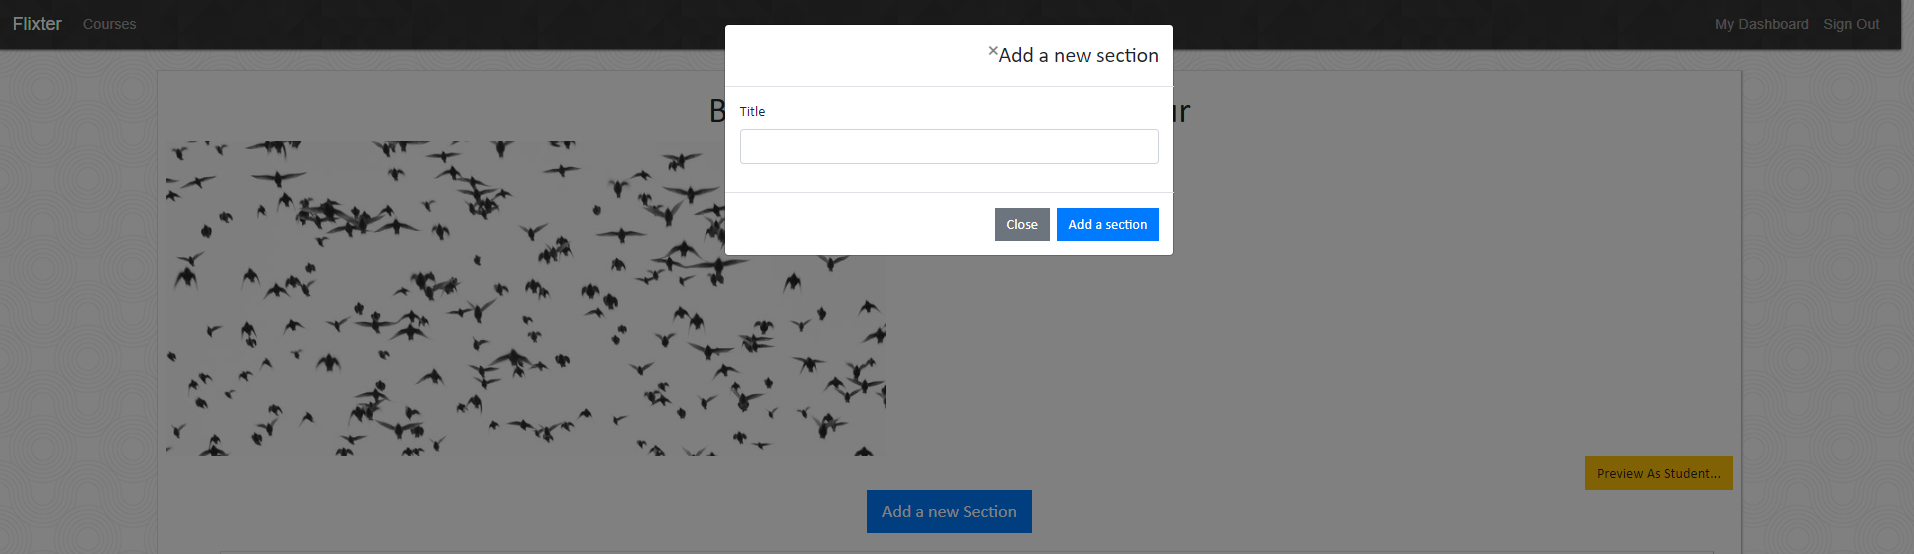 Flixter Courses My Dashboard Sign Out
×Add a new section
Title
Close Add a section
Preview As Student...
Add a new Section